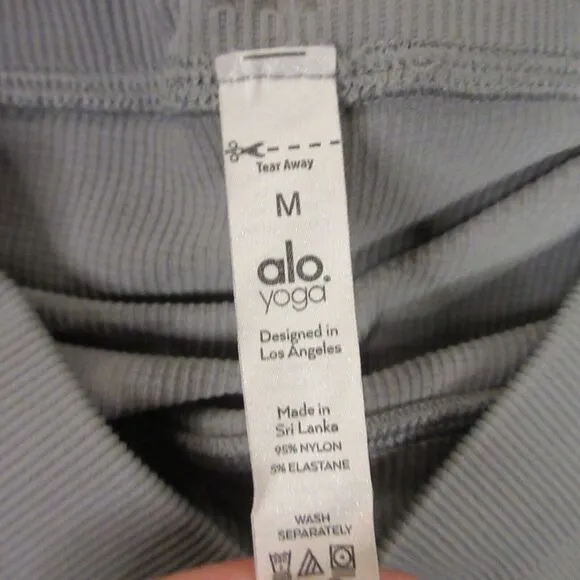 Tear Away
M
alo.
yoga
Designed in
Los Angeles
Made in
Sri Lanka
95% NYLON
5% ELASTANE
WASH
SEPARATELY